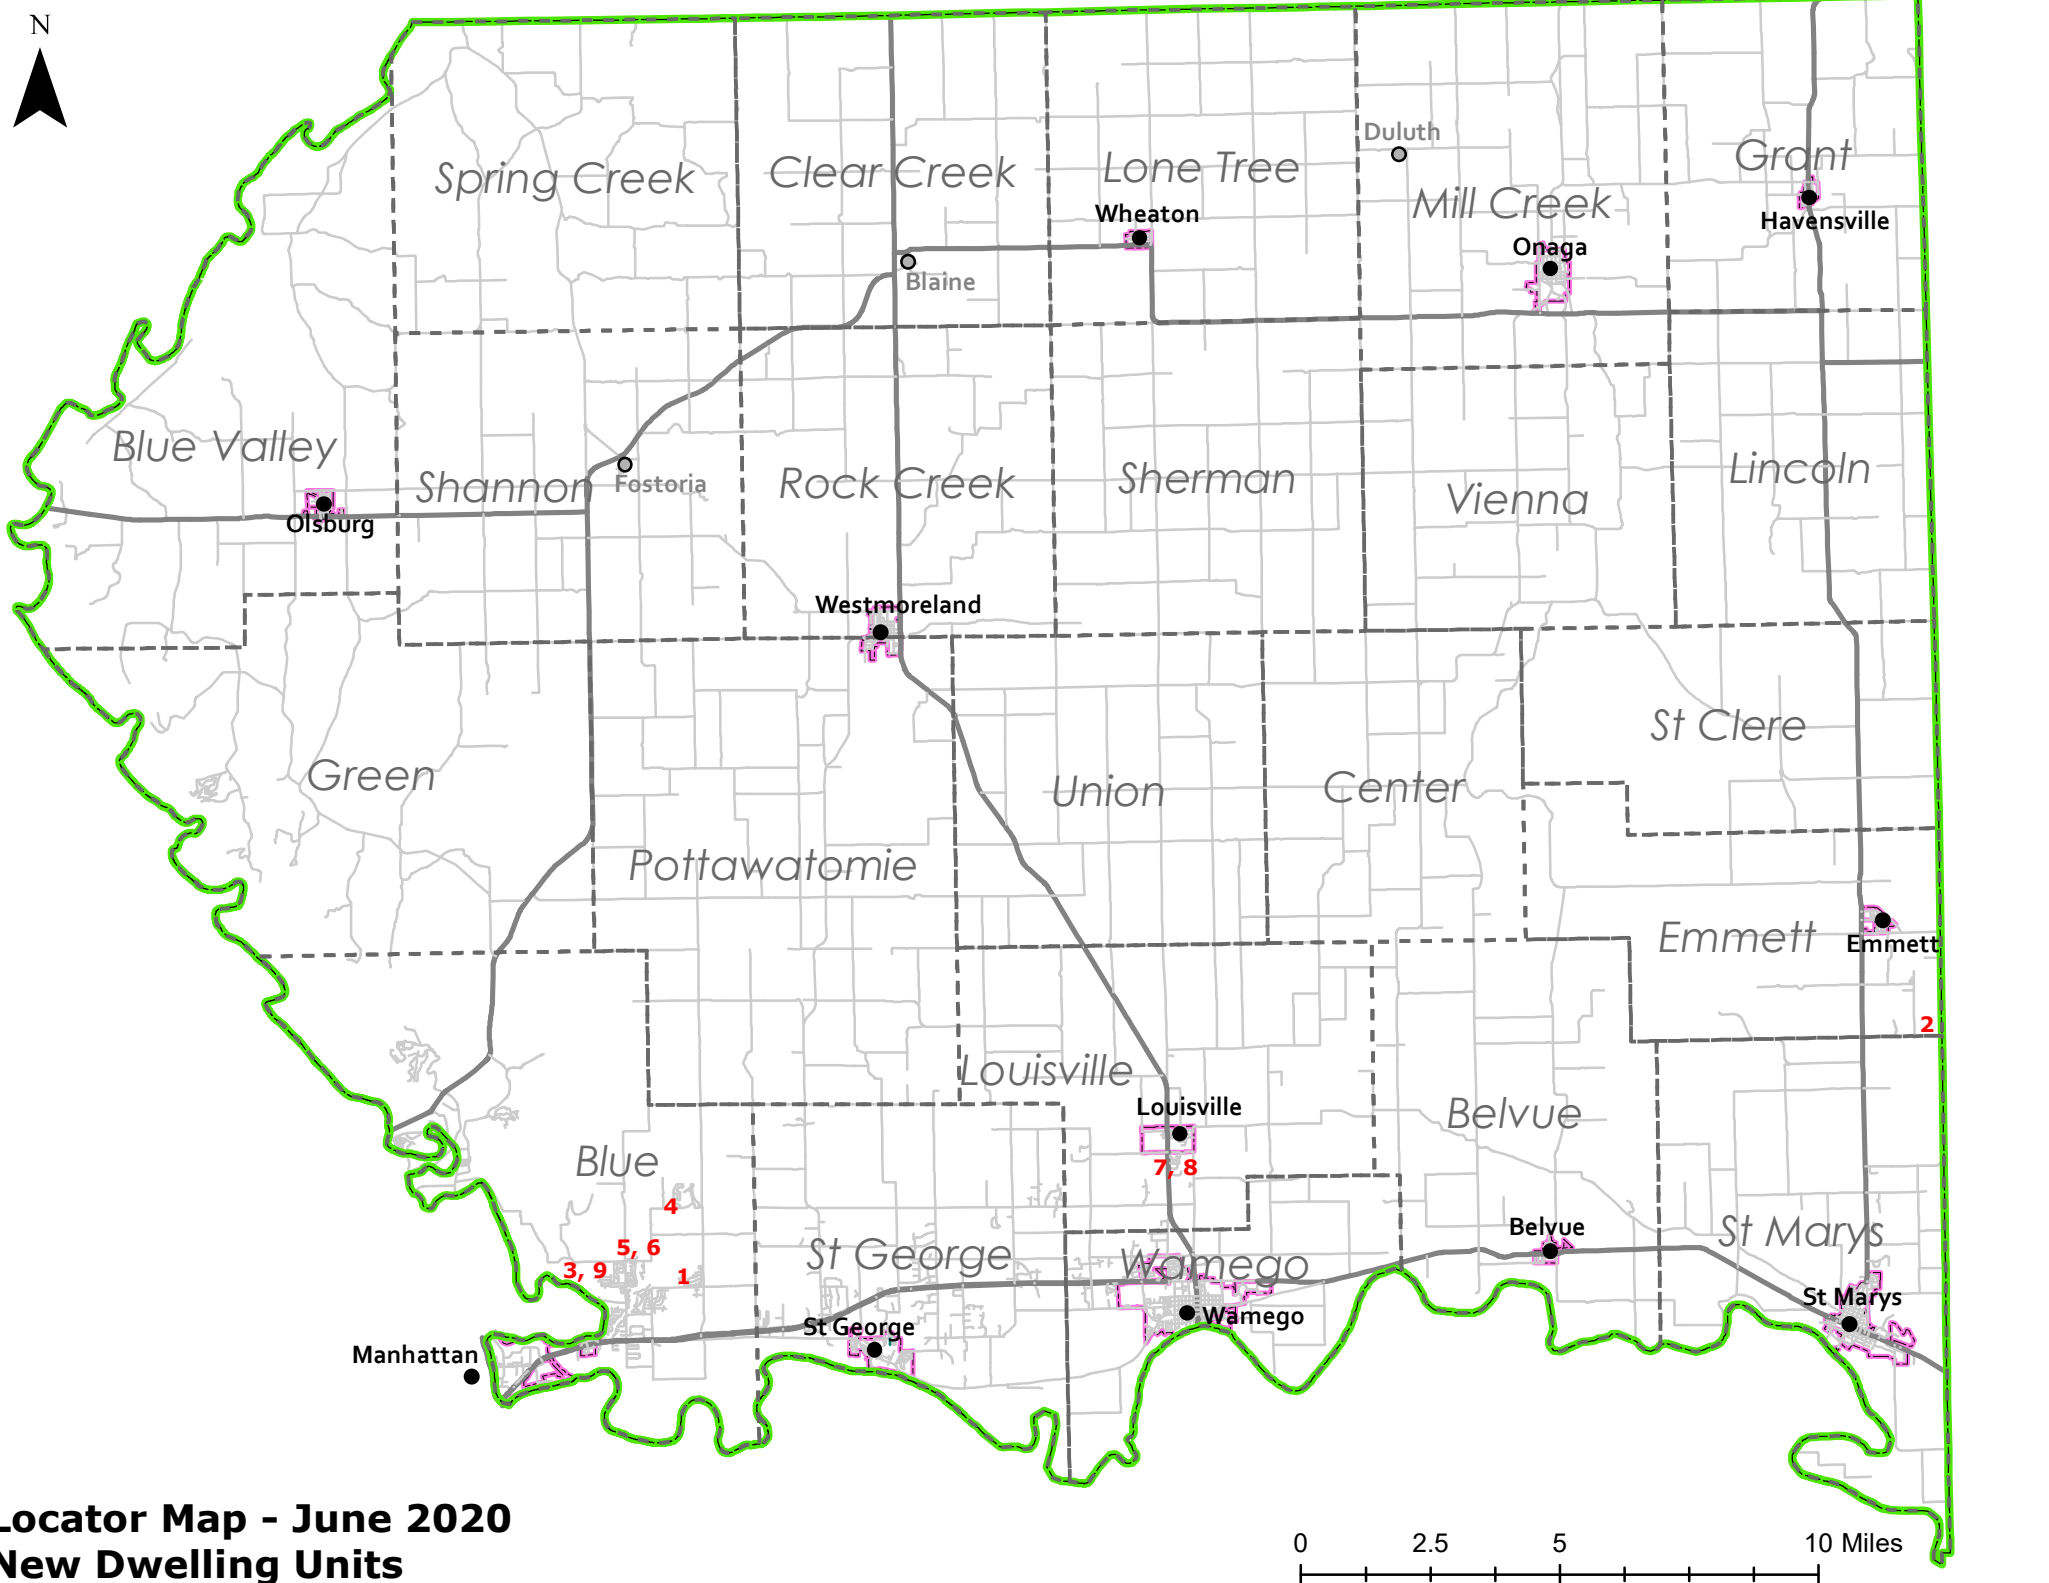 N
Duluth
Spring Creek
Clear Creek
Lone Tree
Grant
Mill Creek
Wheaton
Havensville
Onaga
Blaine
Blue Valley
Shannon
Fostoria
Rock Creek
Sherman
Vienna
Lincoln
Olsburg
Westmoreland
St Clere
Green
Union
Center
Pottawatomie
Emmett
Emmett
2
Louisville
Louisville
Belvue
Blue
7, 8
4
5, 6
3, 9
1
St George
Wamego
Belvue
St Marys
St Marys
Wamego
St George
Manhattan
Locator Map - June 2020
New Dwelling Units
0 2.5 5 10 Miles